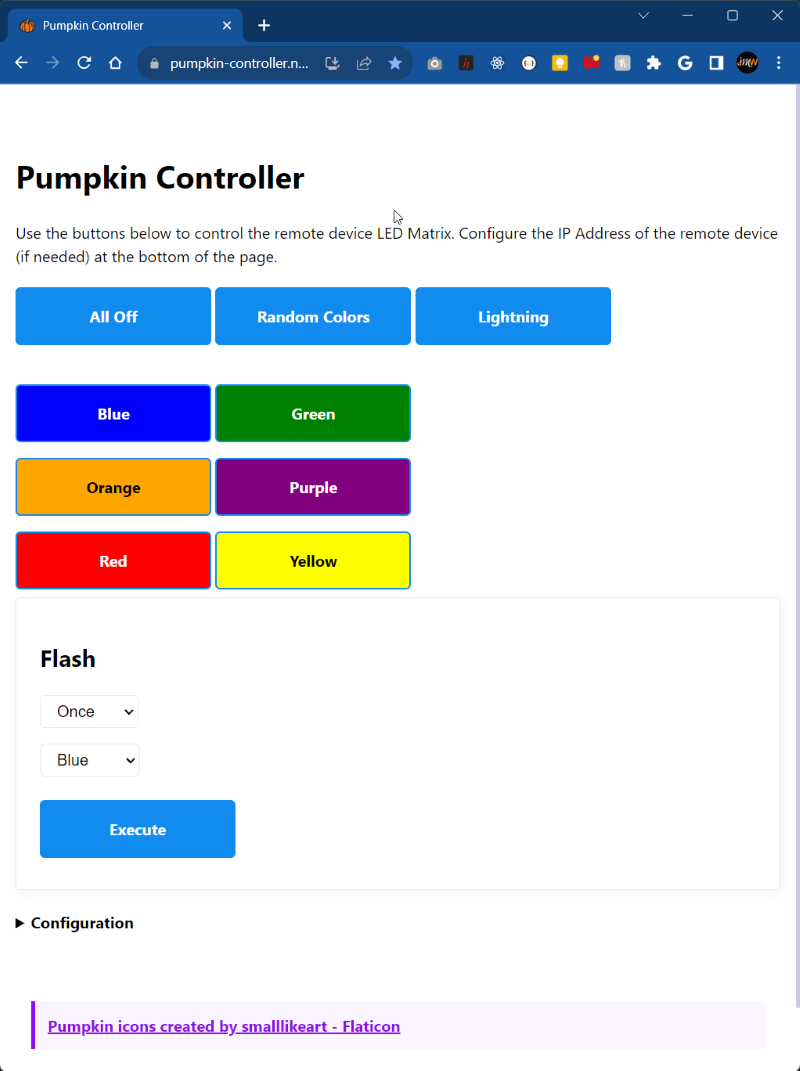 Pumpkin Controller
pumpkin-controller.n...
Pumpkin Controller
Use the buttons below to control the remote device LED Matrix. Configure the IP Address of the remote device
(if needed) at the bottom of the page.
All Off Random Colors Lightning
Blue Green
Orange Purple
Red Yellow
Flash
Once
Blue
Execute
Configuration
Pumpkin icons created by smalllikeart - Flaticon